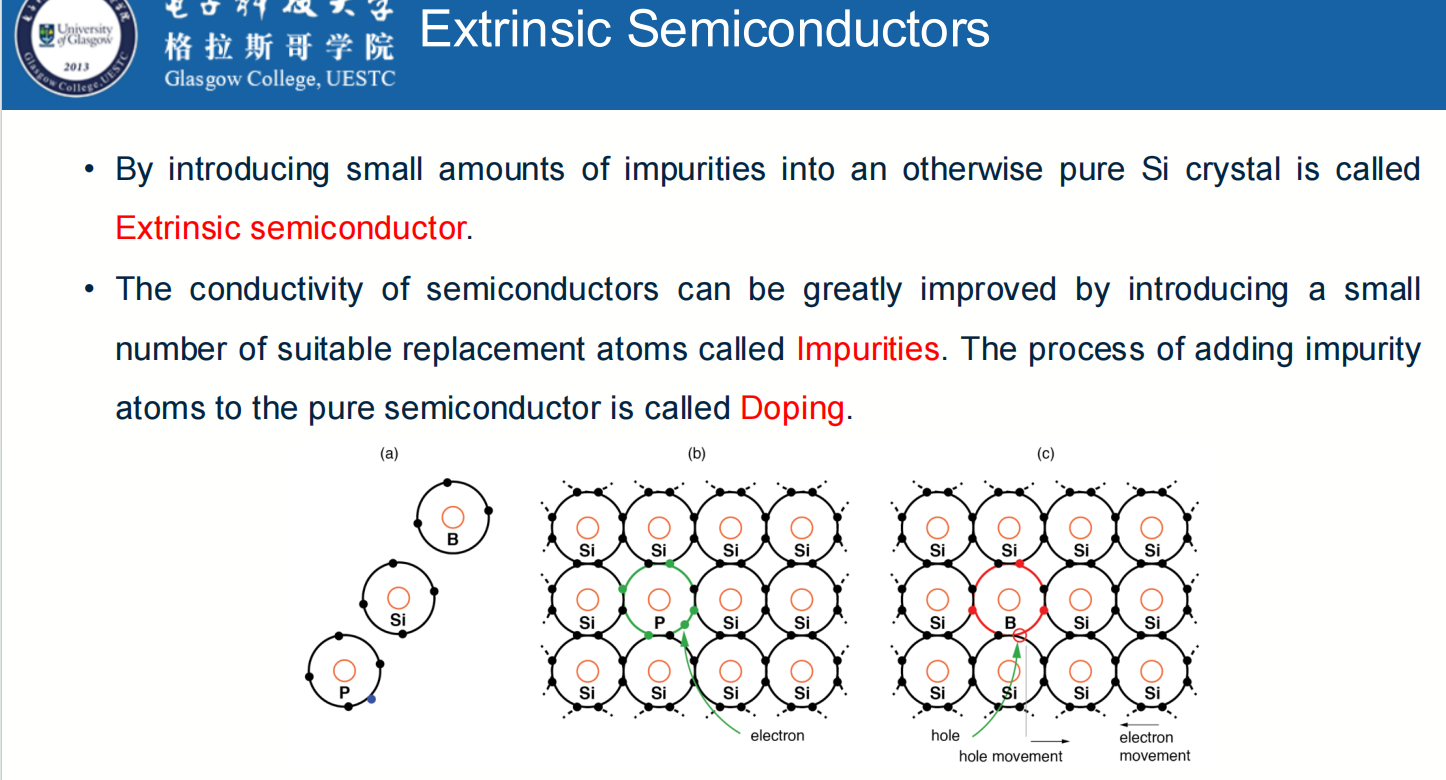 电子科技大学
格拉斯哥学院
Glasgow College, UESTC
University
of Glasgow
2013
Glasgow College, UESTC
Extrinsic Semiconductors
• By introducing small amounts of impurities into an otherwise pure Si crystal is called
Extrinsic semiconductor.
• The conductivity of semiconductors can be greatly improved by introducing a small
number of suitable replacement atoms called Impurities. The process of adding impurity
atoms to the pure semiconductor is called Doping.
(a) (b) (c)
B
Si
P
Si Si Si Si
Si P Si Si
Si Si Si Si
electron
Si Si Si Si
Si B Si Si
Si Si Si Si
hole
hole movement
electron
movement